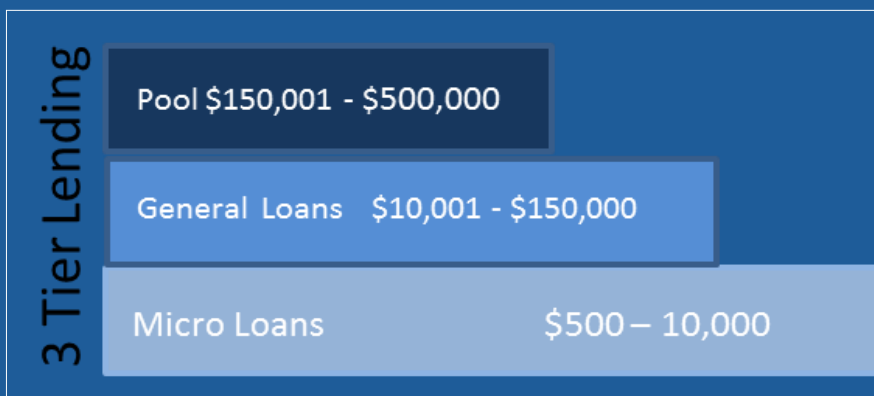 3 Tier Lending
Pool $150,001 - $500,000
General Loans $10,001 - $150,000
Micro Loans $500 – 10,000